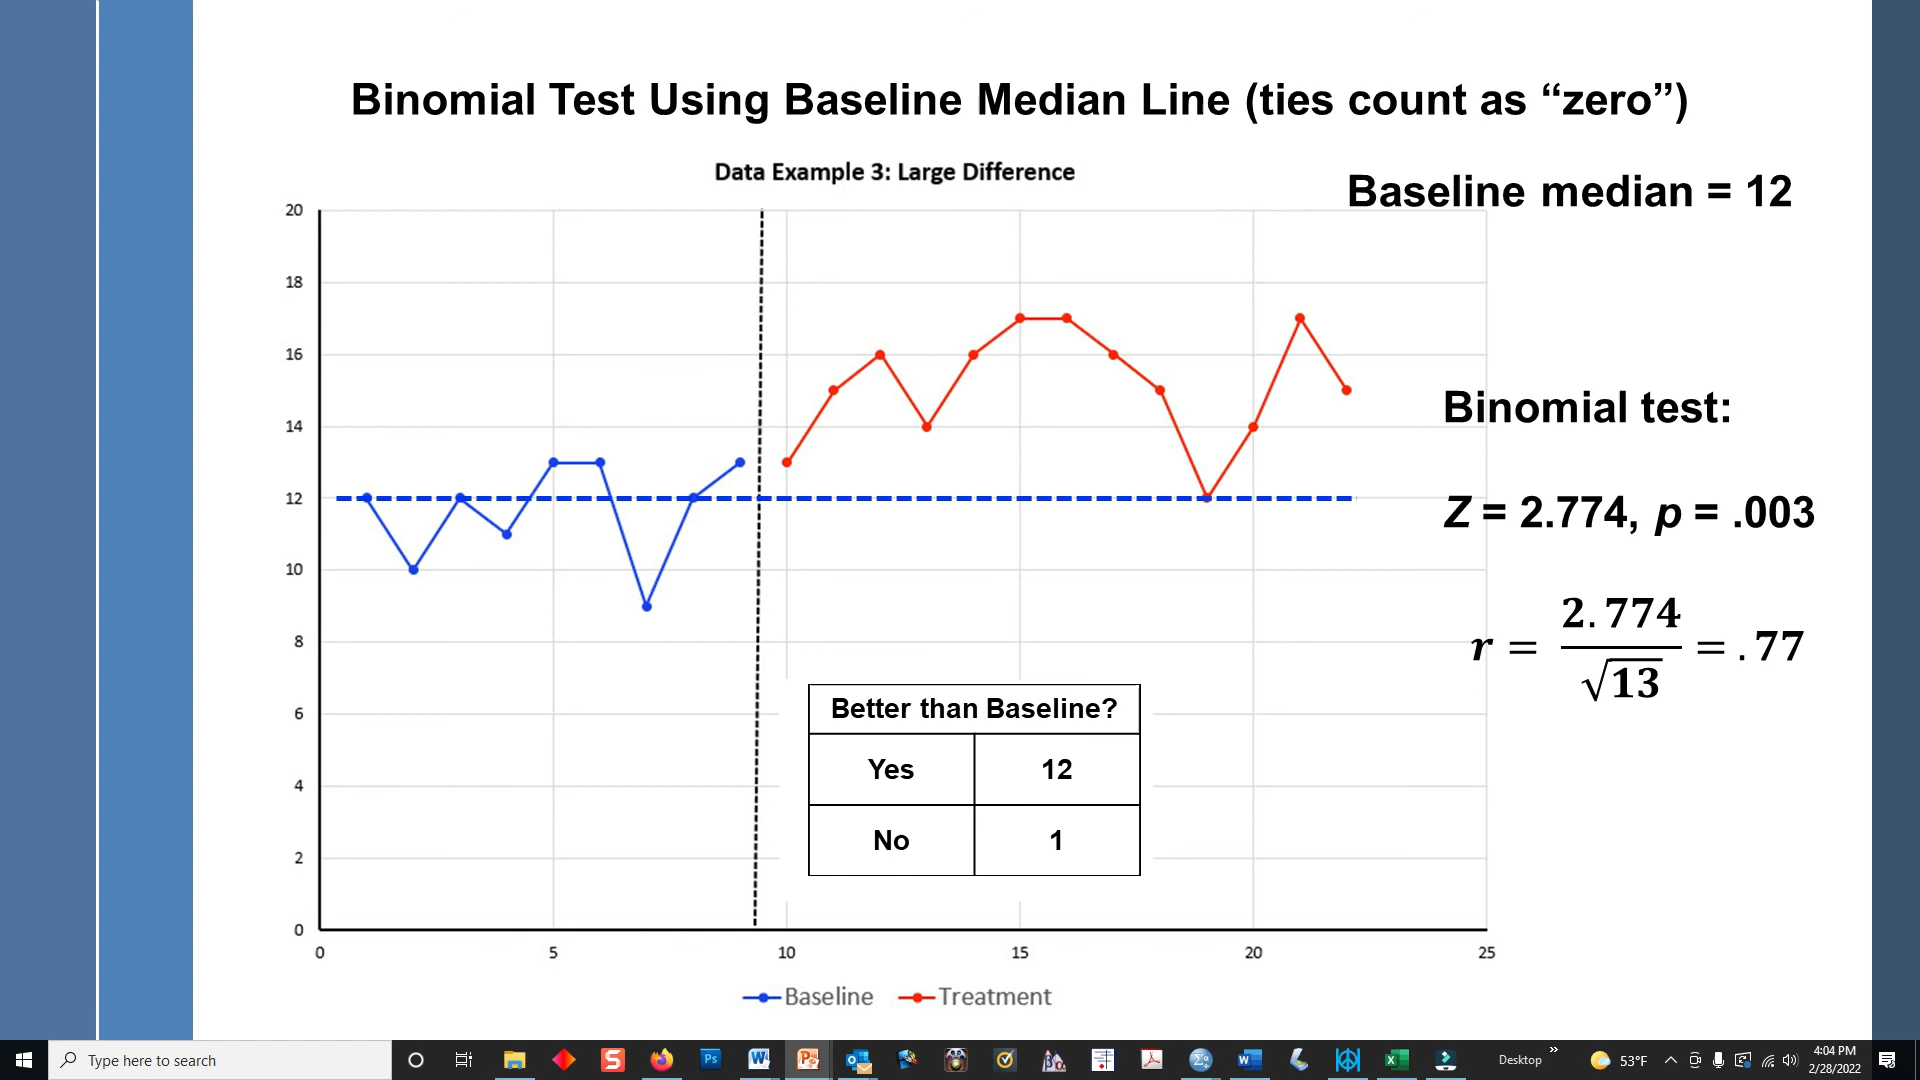 Binomial Test Using Baseline Median Line (ties count as “zero”)
Data Example 3: Large Difference
Baseline median = 12
20
18
16
14
12
10
8
6
4
2
0
0 5 10 15 20 25
Binomial test:
Z = 2.774, p = .003
r = 2.774 / √13 = .77
Better than Baseline?
Yes 12
No 1
Baseline Treatment
Type here to search
Desktop
53°F
4:04 PM
2/28/2022